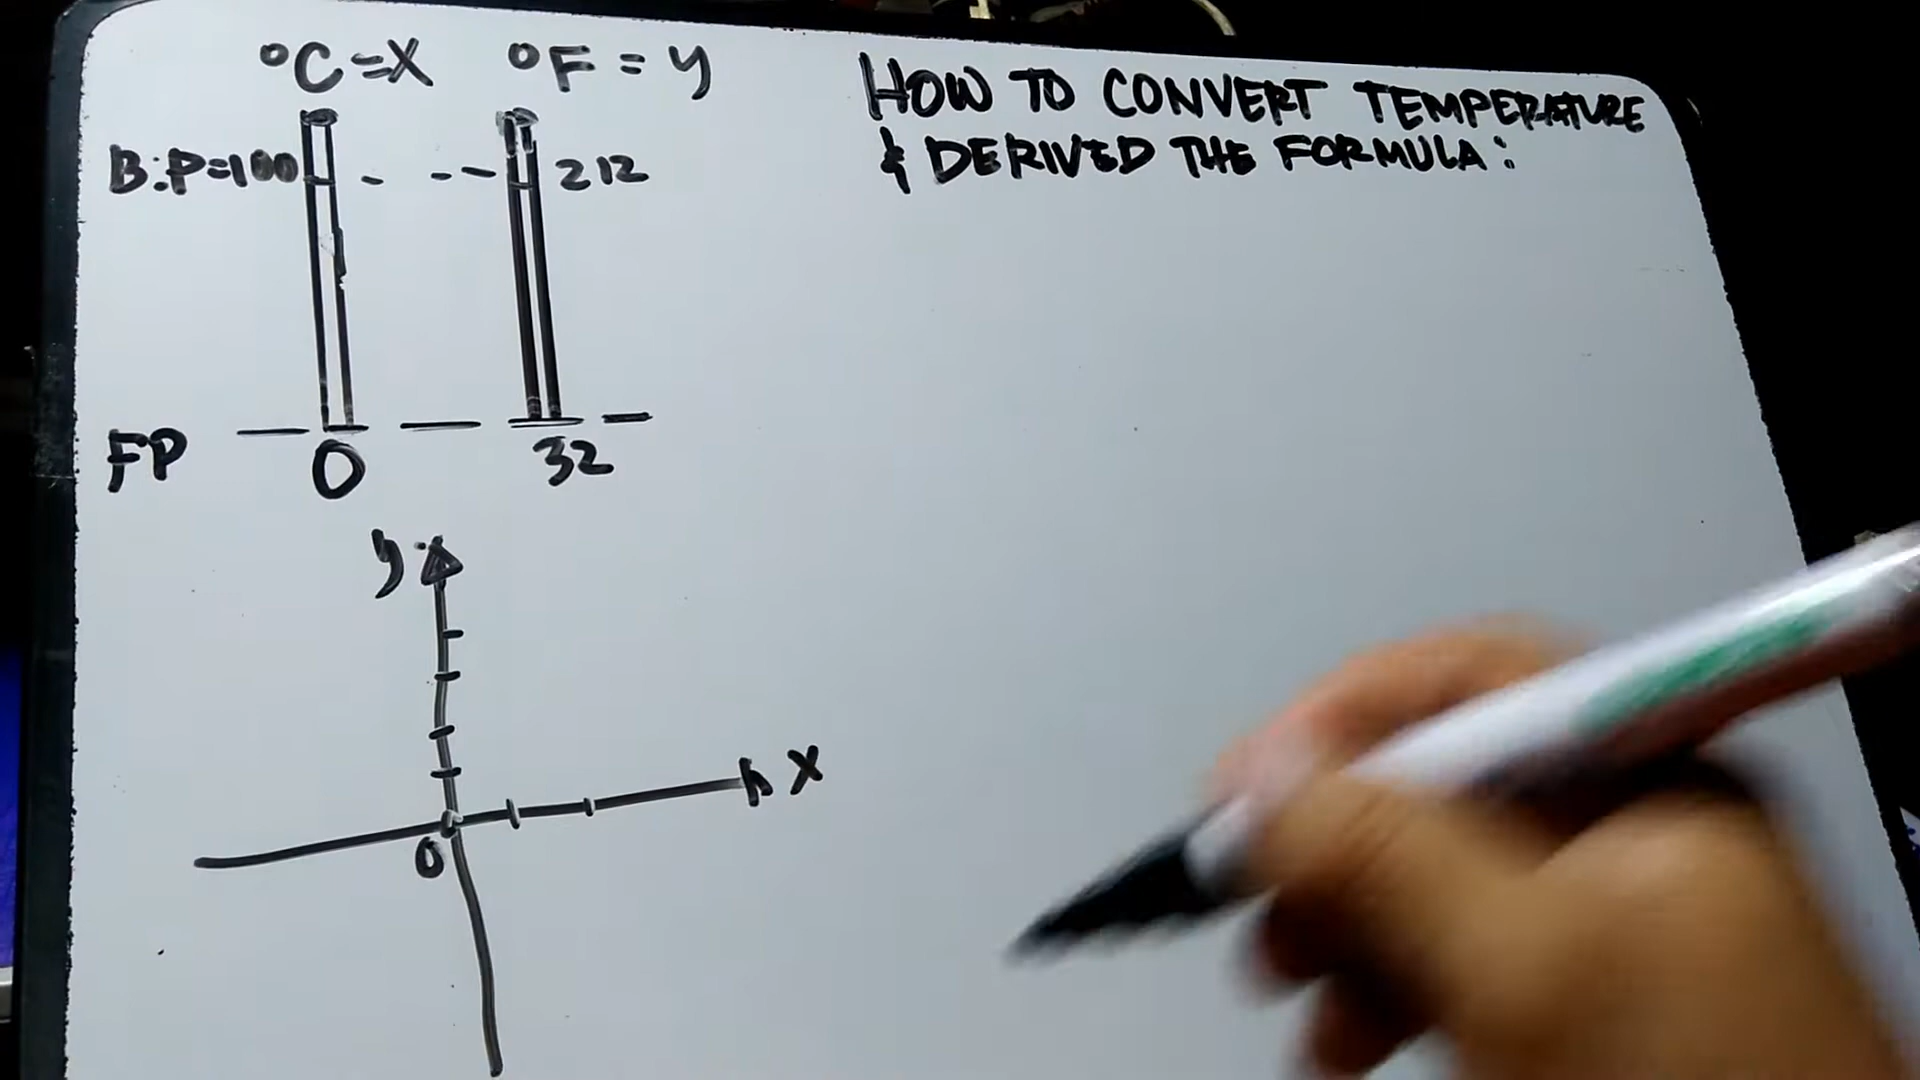 °C=X °F=y
HOW TO CONVERT TEMPERATURE
& DERIVED THE FORMULA:
B.P=100 212
FP 0 32
y
X
0